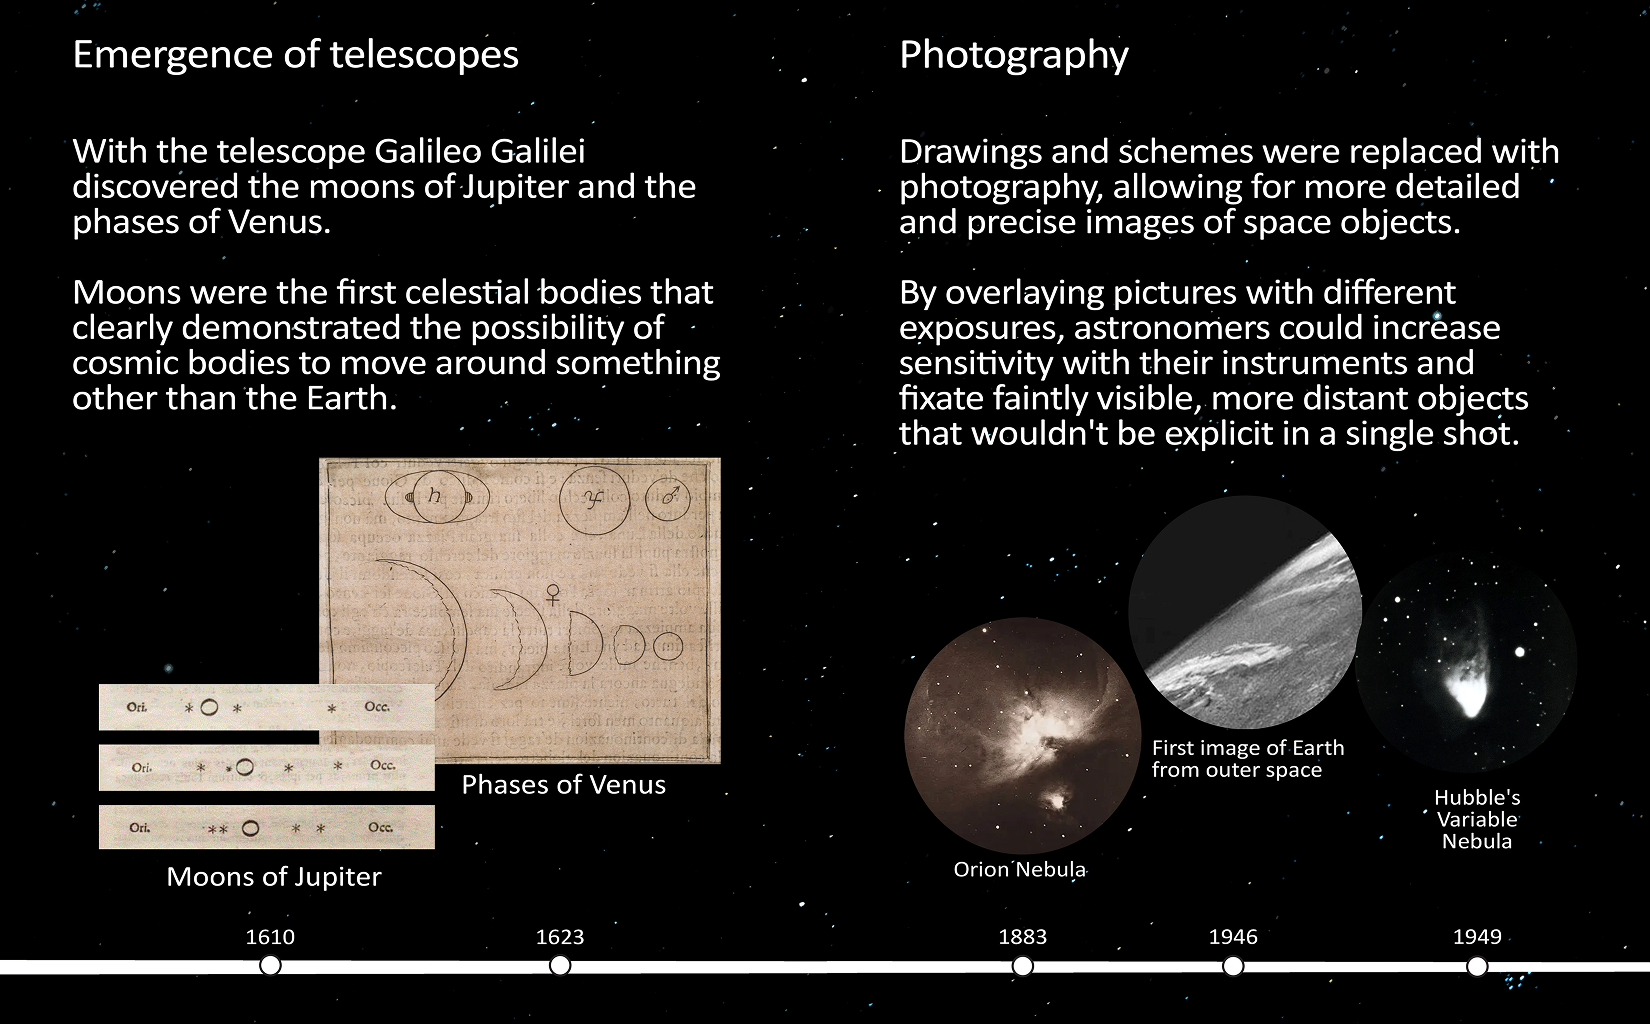 Emergence of telescopes
With the telescope Galileo Galilei
discovered the moons of Jupiter and the
phases of Venus.
Moons were the first celestial bodies that
clearly demonstrated the possibility of
cosmic bodies to move around something
other than the Earth.
Ori.
Occ.
Ori.
Occ.
Ori.
Occ.
Phases of Venus
Moons of Jupiter
1610
1623
Photography
Drawings and schemes were replaced with
photography, allowing for more detailed
and precise images of space objects.
By overlaying pictures with different
exposures, astronomers could increase
sensitivity with their instruments and
fixate faintly visible, more distant objects
that wouldn't be explicit in a single shot.
First image of Earth
from outer space
Hubble's
Variable
Nebula
Orion Nebula
1883
1946
1949